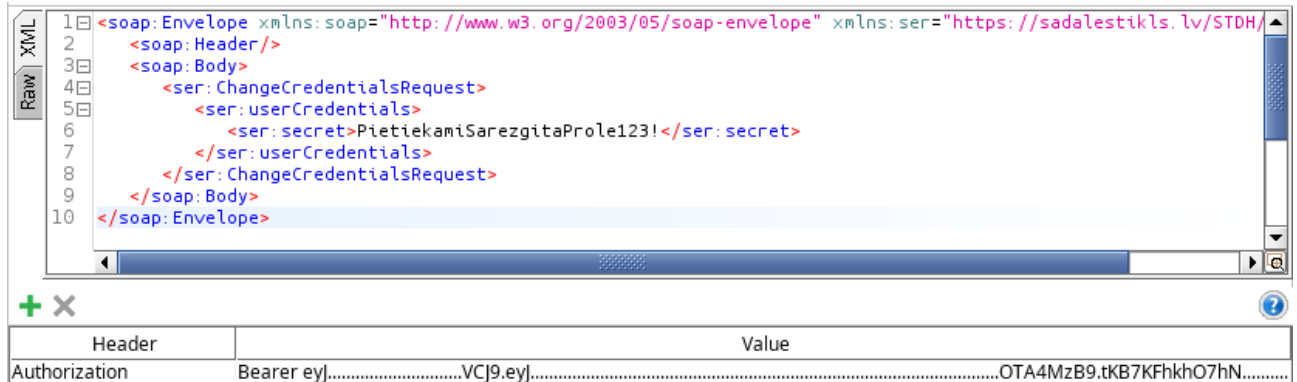 XML
Raw
1 <soap:Envelope xmlns:soap="http://www.w3.org/2003/05/soap-envelope" xmlns:ser="https://sadalestikls.lv/STDH/
2 <soap:Header/>
3 <soap:Body>
4 <ser:ChangeCredentialsRequest>
5 <ser:userCredentials>
6 <ser:secret>PietiekamiSarezgitaProle123!</ser:secret>
7 </ser:userCredentials>
8 </ser:ChangeCredentialsRequest>
9 </soap:Body>
10 </soap:Envelope>
Header Value
Authorization Bearer eyJ.......................VCJ9.eyJ...............................................................................................OTA4MzB9.tKB7KFhkhO7hN..........